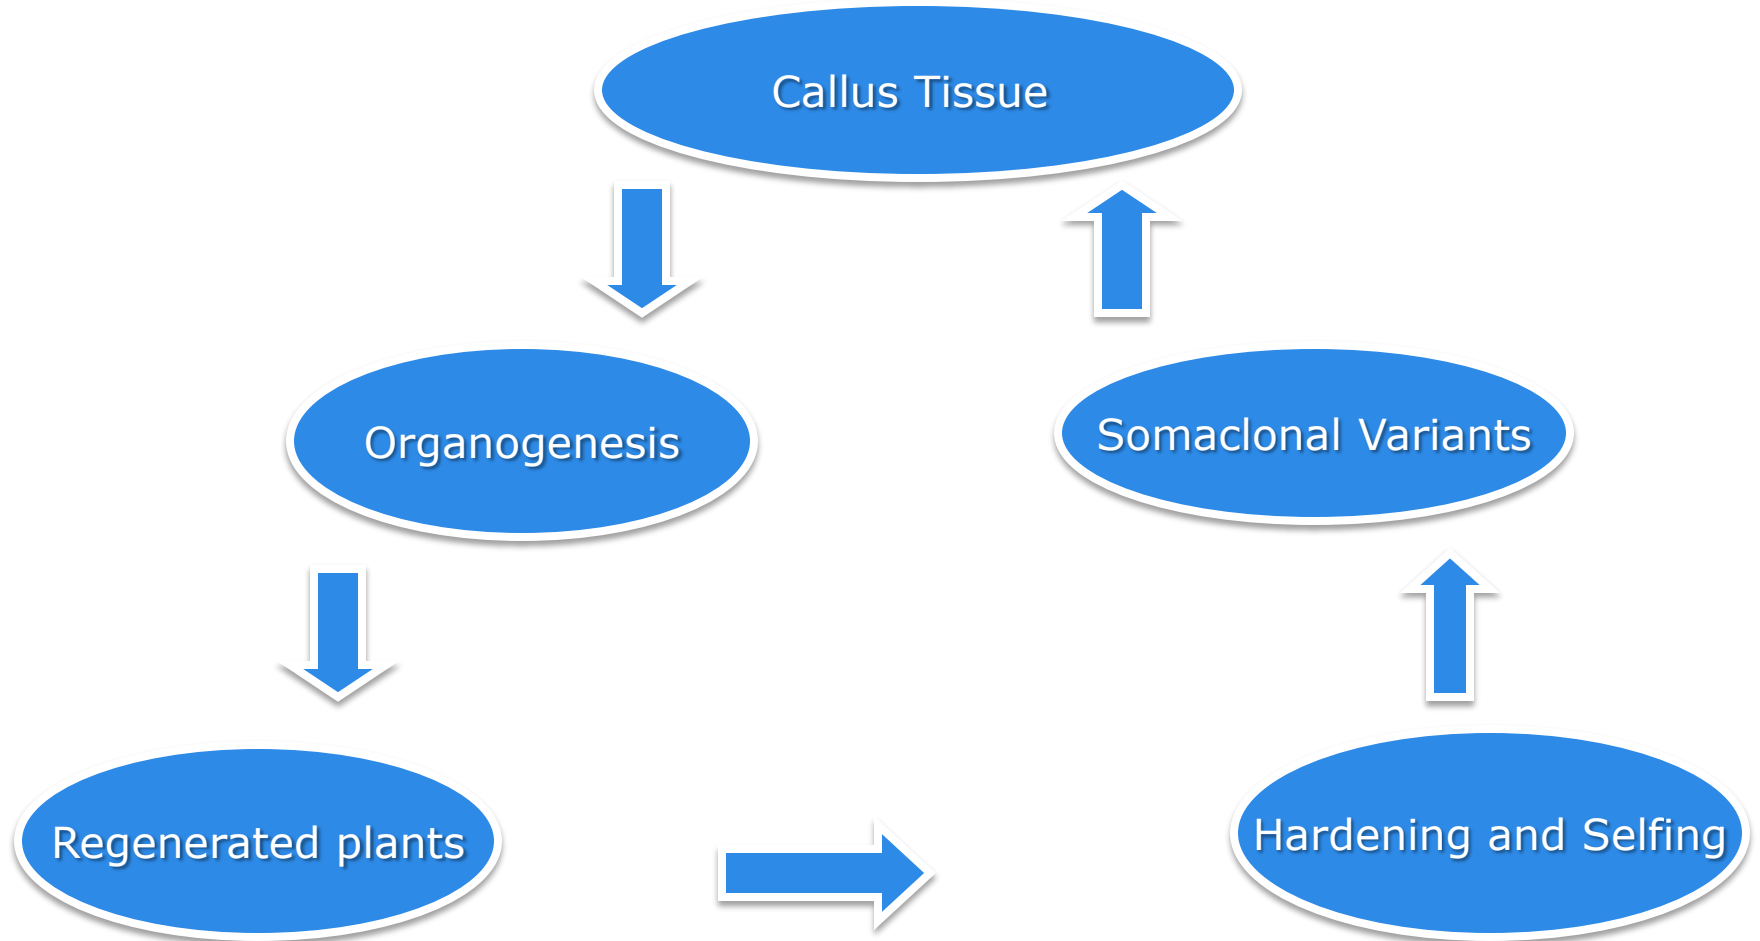 Callus Tissue
Organogenesis
Somaclonal Variants
Regenerated plants
Hardening and Selfing